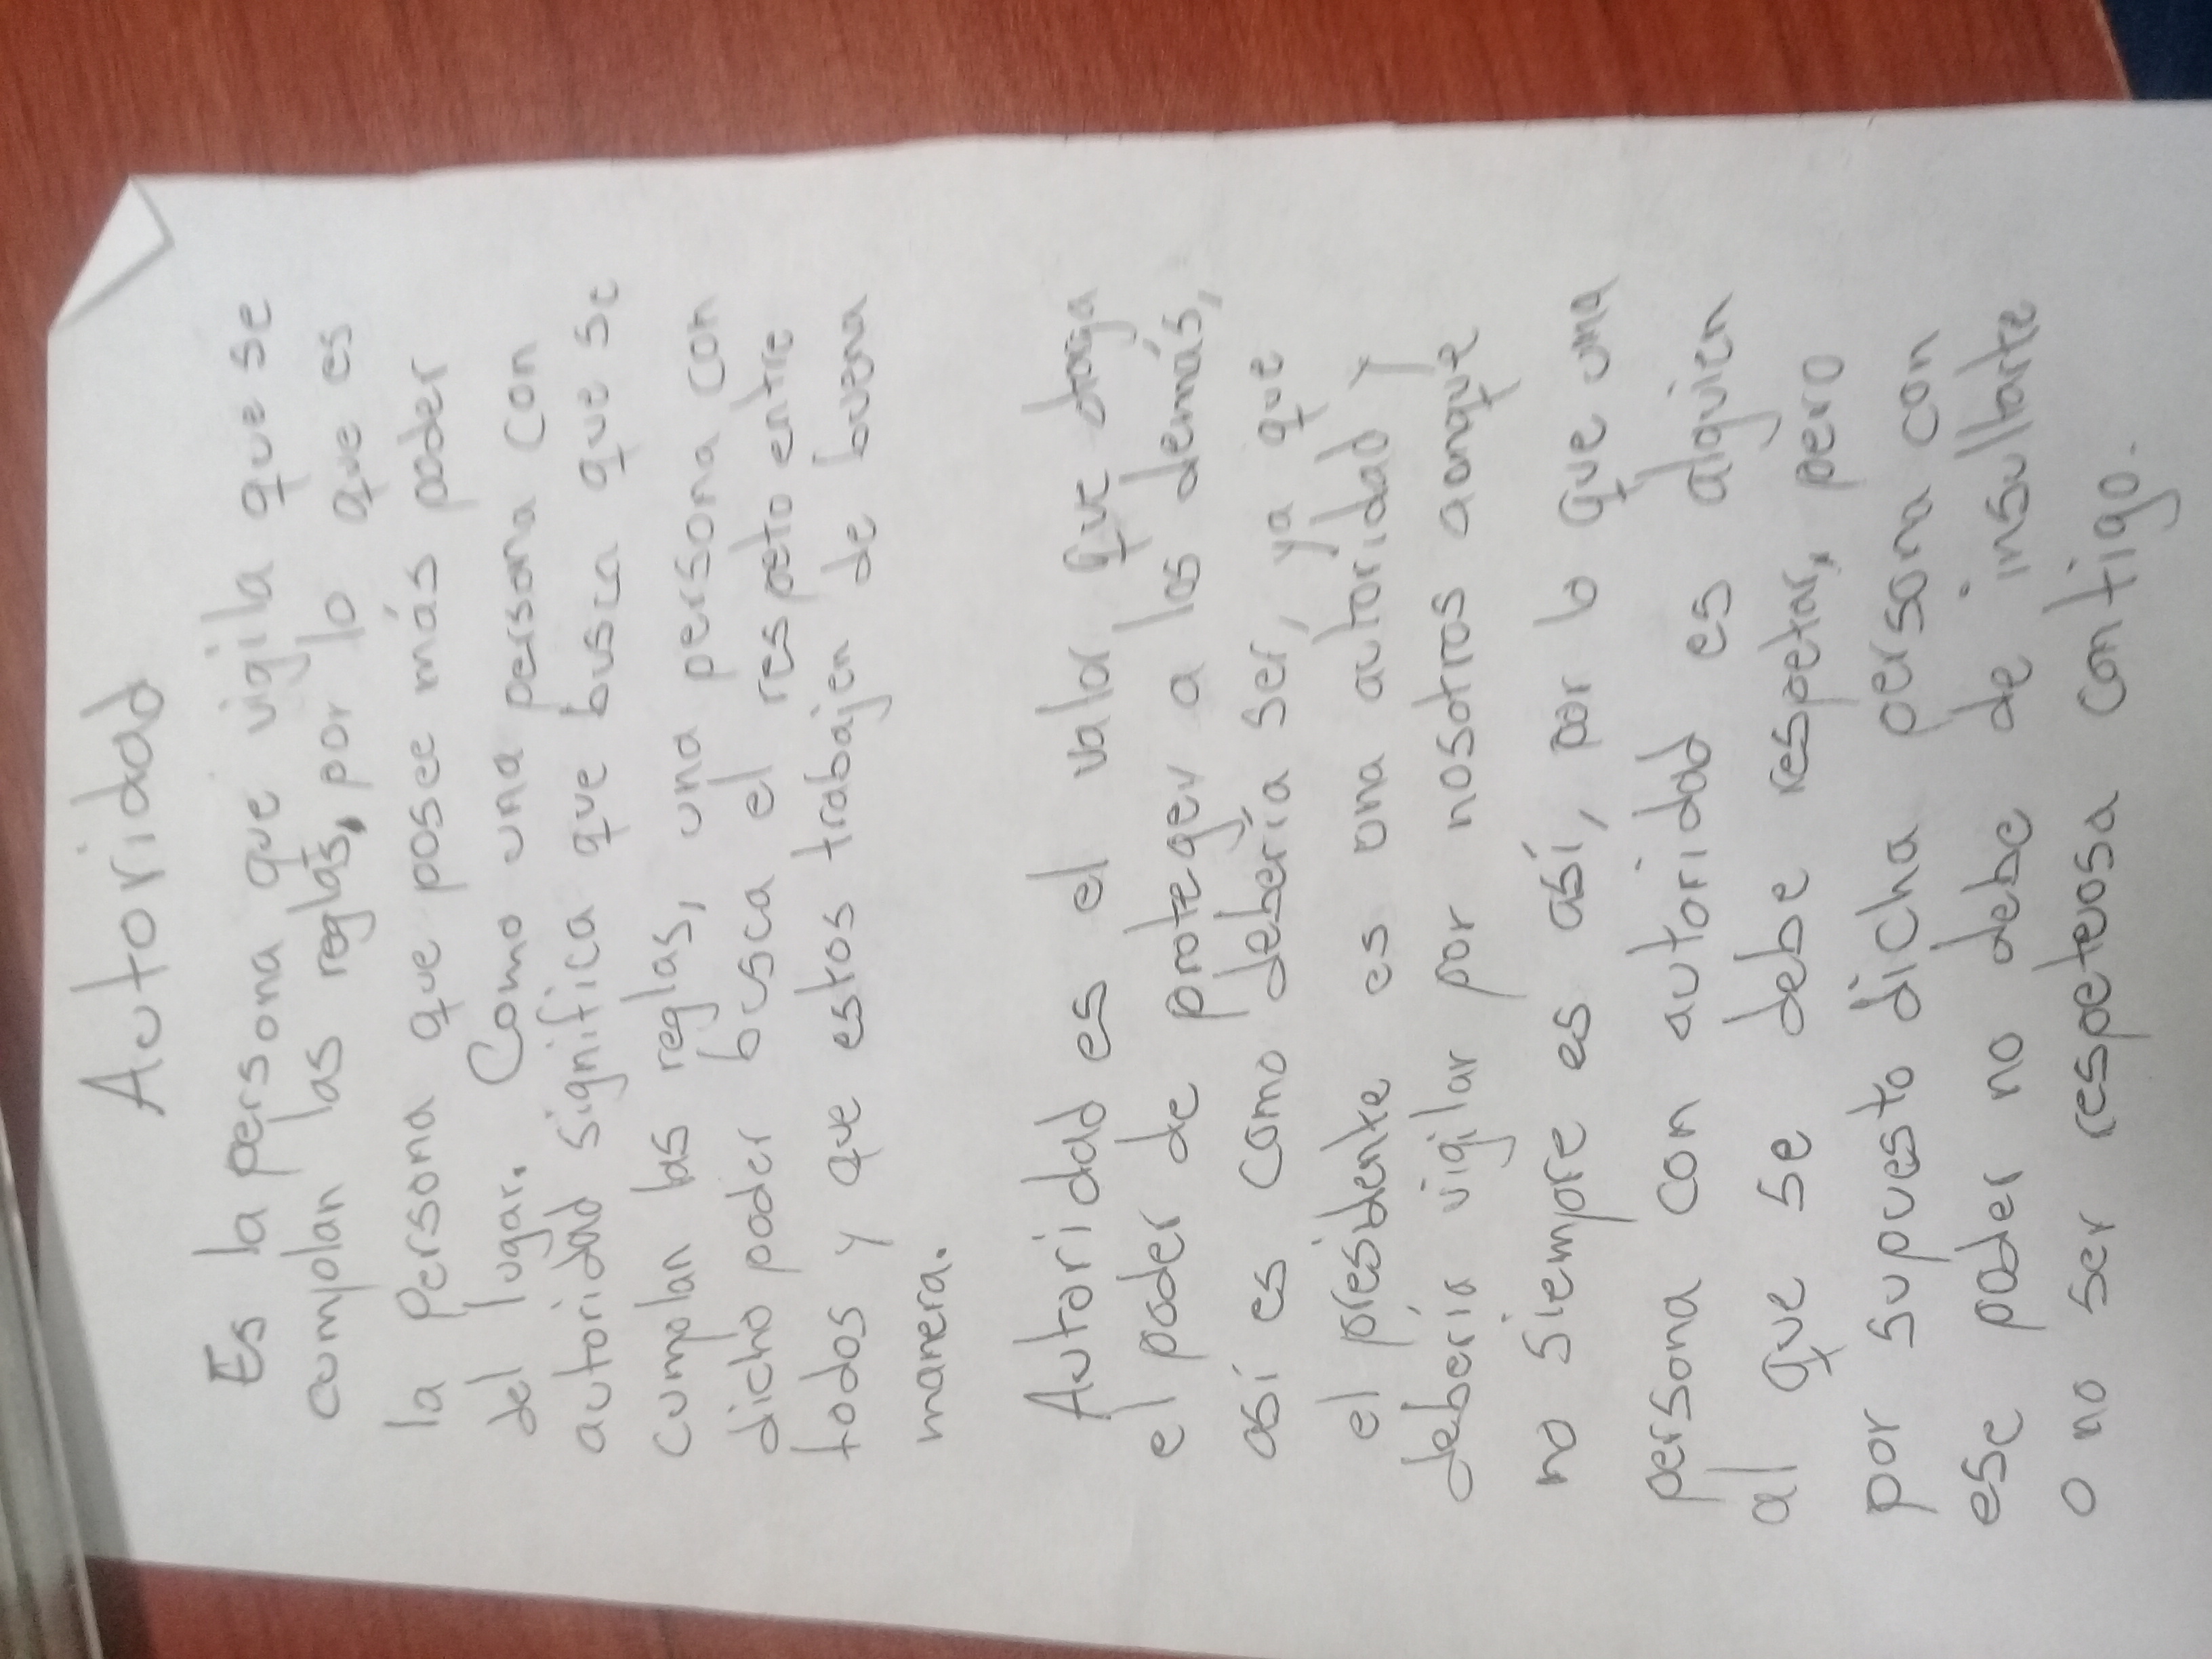 Autoridad
Es la persona que vigila que se
cumplan las reglas, por lo que es
la Persona que posee más poder
del lugar. Como una persona con
autoridad significa que busca que se
cumplan las reglas, una persona con
dicho poder busca el respeto entre
todos y que estos trabajen de buena
manera.
Autoridad es el valor que otorga
el poder de proteger a los demás,
así es como debería ser, ya que
el presidente es una autoridad y
debería vigilar por nosotros aonque
no siempre es así, por lo que una
persona con autoridad es alguien
al que se debe respetar, pero
por supuesto dicha persona con
ese poder no debe de insultarte
o no ser respetuosa contigo.